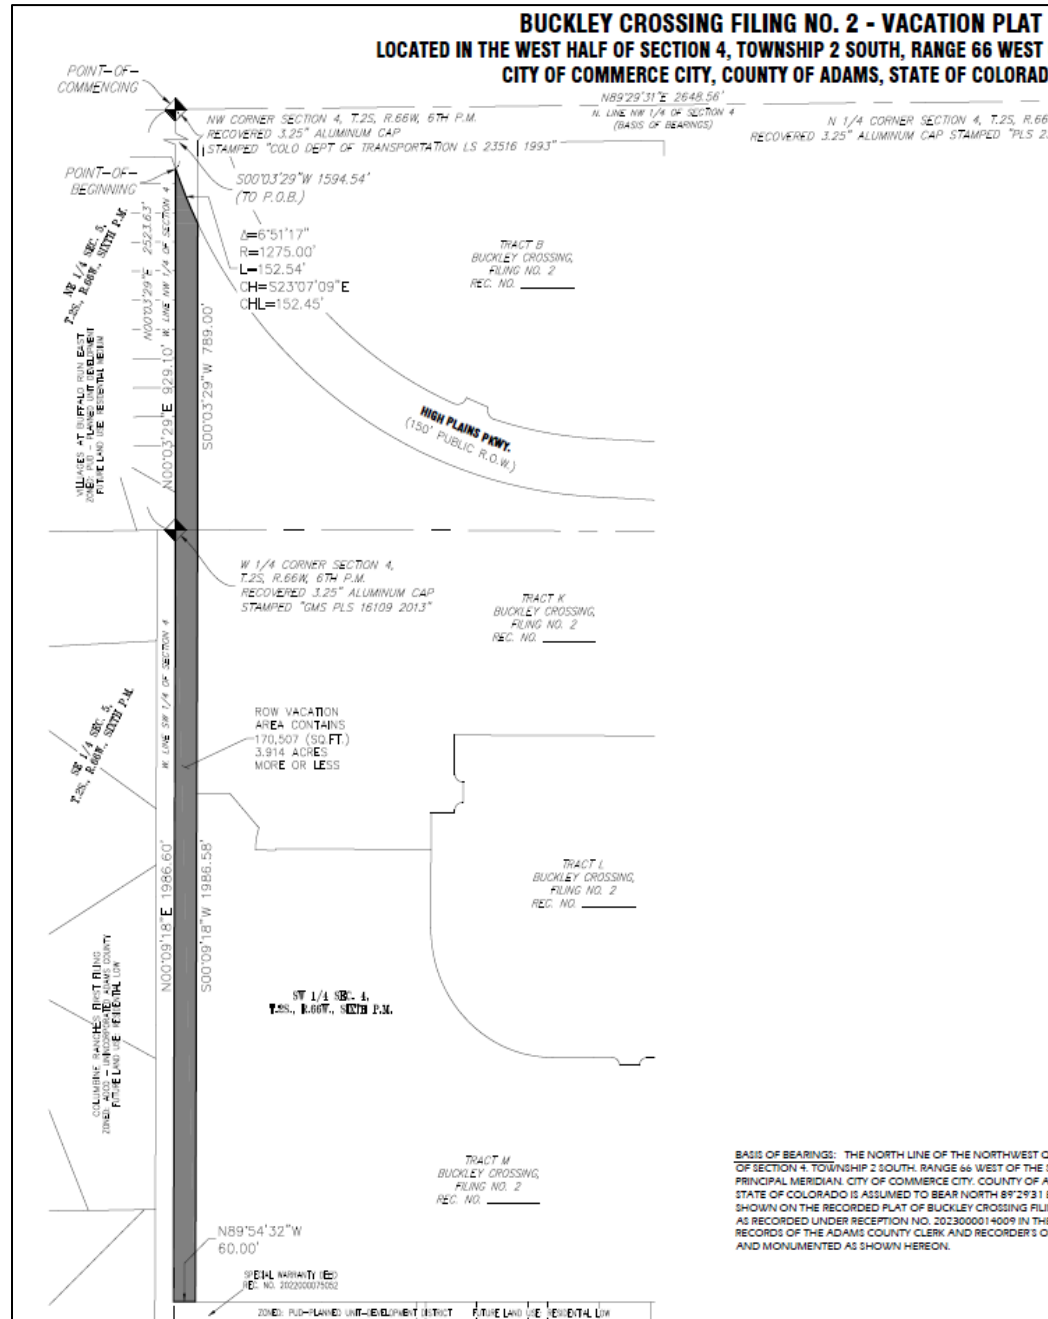 BUCKLEY CROSSING FILING NO. 2 - VACATION PLAT
LOCATED IN THE WEST HALF OF SECTION 4, TOWNSHIP 2 SOUTH, RANGE 66 WEST
CITY OF COMMERCE CITY, COUNTY OF ADAMS, STATE OF COLORAD
POINT-OF-
COMMENCING
N89°29'31"E 2648.56'
N. LINE NW 1/4 OF SECTION 4
(BASIS OF BEARINGS)
NW CORNER SECTION 4, T.2S, R.66W, 6TH P.M.
RECOVERED 3.25" ALUMINUM CAP
STAMPED "COLO DEPT OF TRANSPORTATION LS 23516 1993"
N 1/4 CORNER SECTION 4, T.2S, R.66
RECOVERED 3.25" ALUMINUM CAP STAMPED "PLS 23
POINT-OF-
BEGINNING
S00°03'29"W 1594.54'
(TO P.O.B.)
Δ=6°51'17"
R=1275.00'
L=152.54'
CH=S23°07'09"E
CHL=152.45'
NE 1/4 SEC. 5,
T.2S., R.66W., SIXTH P.M.
N00°03'29"E 2523.63'
W. LINE NW 1/4 OF SECTION 4
TRACT B
BUCKLEY CROSSING,
FILING NO. 2
REC. NO.
VILLAGES AT BUFFALO RUN EAST
ZONED: PUD - PLANNED UNIT DEVELOPMENT
FUTURE LAND USE: RESIDENTIAL MEDIUM
N00°03'29"E 929.10'
S00°03'29"W 789.00'
HIGH PLAINS PKWY.
(150' PUBLIC R.O.W.)
W 1/4 CORNER SECTION 4,
T.2S, R.66W, 6TH P.M.
RECOVERED 3.25" ALUMINUM CAP
STAMPED "GMS PLS 16109 2013"
TRACT K
BUCKLEY CROSSING,
FILING NO. 2
REC. NO.
W. LINE SW 1/4 OF SECTION 4
SE 1/4 SEC. 5,
T.2S., R.66W., SIXTH P.M.
ROW VACATION
AREA CONTAINS
170,507 (SQ.FT.)
3.914 ACRES
MORE OR LESS
N00°09'18"E 1986.60'
S00°09'18"W 1986.58'
TRACT L
BUCKLEY CROSSING,
FILING NO. 2
REC. NO.
COLUMBINE RANCHES FIRST FILING
ZONED: ADCO - UNINCORPORATED ADAMS COUNTY
FUTURE LAND USE: RESIDENTIAL LOW
SW 1/4 SEC. 4,
T.2S., R.66W., SIXTH P.M.
TRACT M
BUCKLEY CROSSING,
FILING NO. 2
REC. NO.
BASIS OF BEARINGS: THE NORTH LINE OF THE NORTHWEST Q
OF SECTION 4, TOWNSHIP 2 SOUTH, RANGE 66 WEST OF THE S
PRINCIPAL MERIDIAN, CITY OF COMMERCE CITY, COUNTY OF A
STATE OF COLORADO IS ASSUMED TO BEAR NORTH 89°29'31 E
SHOWN ON THE RECORDED PLAT OF BUCKLEY CROSSING FILI
AS RECORDED UNDER RECEPTION NO. 2023000014009 IN THE
RECORDS OF THE ADAMS COUNTY CLERK AND RECORDER'S O
AND MONUMENTED AS SHOWN HEREON.
N89°54'32"W
60.00'
SPECIAL WARRANTY DEED
REC. NO. 2022000075052
ZONED: PUD-PLANNED UNIT-DEVELOPMENT DISTRICT FUTURE LAND USE: RESIDENTIAL LOW